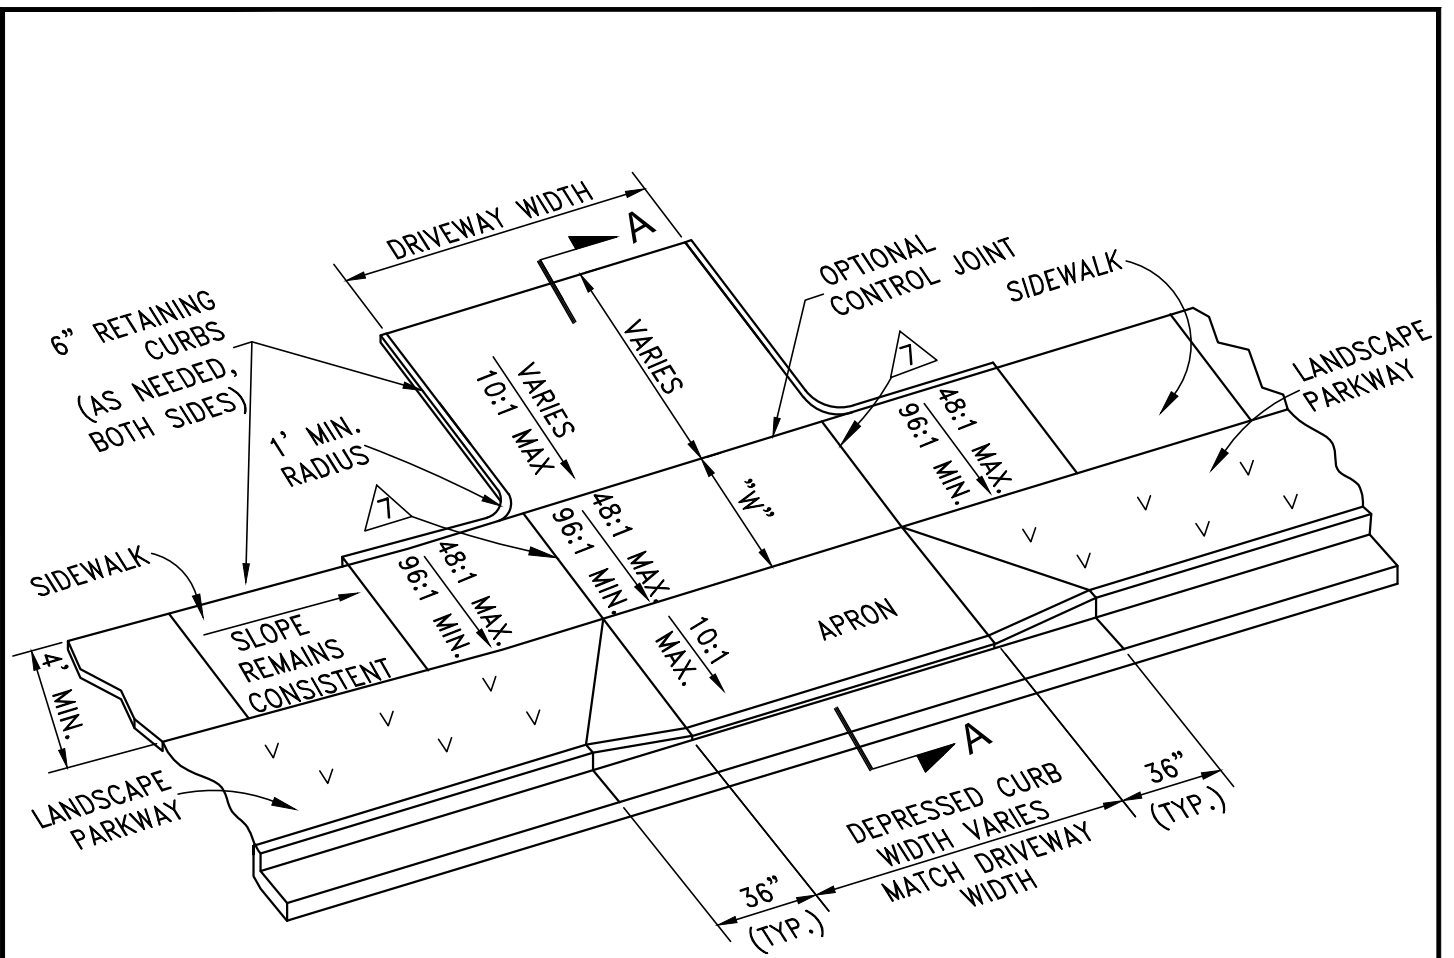 DRIVEWAY WIDTH
A
6” RETAINING
CURBS
(AS NEEDED,
BOTH SIDES)
1' MIN.
RADIUS
7
VARIES
10:1 MAX
VARIES
OPTIONAL
CONTROL JOINT
7
SIDEWALK
LANDSCAPE
PARKWAY
48:1 MAX.
96:1 MIN.
”W”
48:1 MAX.
96:1 MIN.
48:1 MAX.
96:1 MIN.
SIDEWALK
SLOPE
REMAINS
CONSISTENT
4' MIN.
APRON
10:1
MAX.
LANDSCAPE
PARKWAY
A
DEPRESSED CURB
WIDTH VARIES
MATCH DRIVEWAY
WIDTH
36”
(TYP.)
36”
(TYP.)